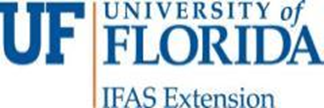 UF
UNIVERSITY of
FLORIDA
IFAS Extension